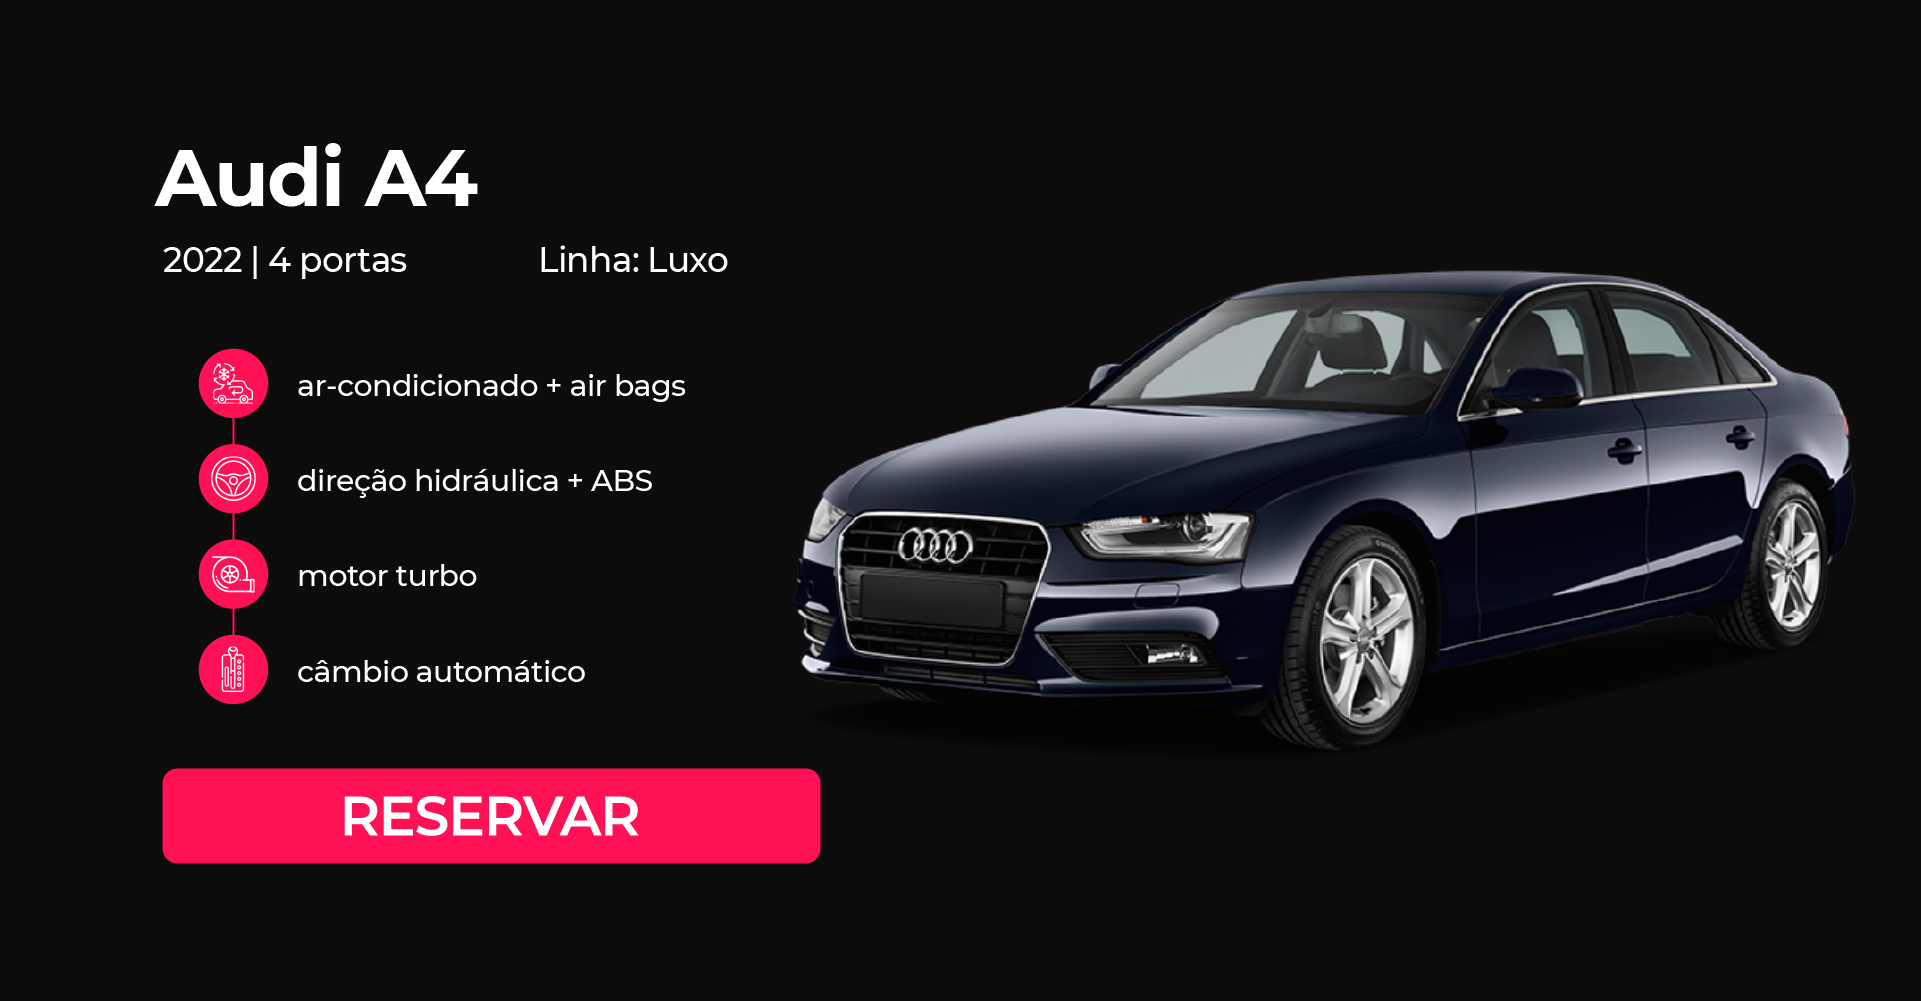 Audi A4
2022 | 4 portas
Linha: Luxo
ar-condicionado + air bags
direção hidráulica + ABS
motor turbo
câmbio automático
RESERVAR